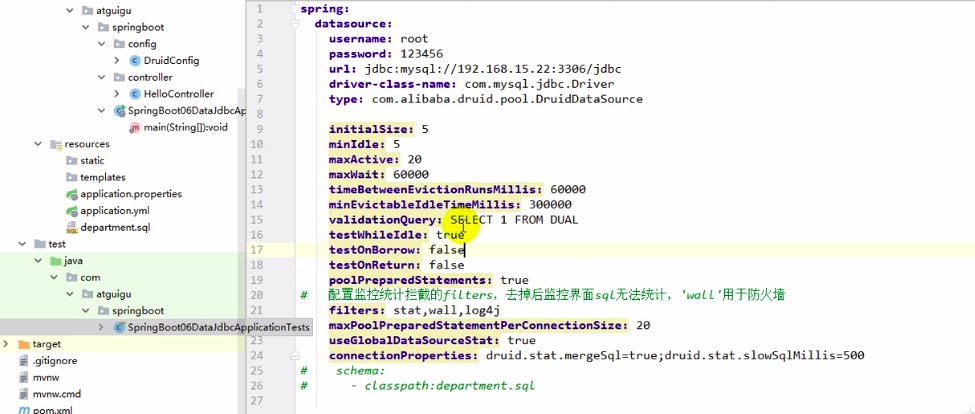 atguigu
springboot
config
DruidConfig
controller
HelloController
SpringBoot06DataJdbcAp
main(String[]):void
resources
static
templates
application.properties
application.yml
department.sql
test
java
com
atguigu
springboot
SpringBoot06DataJdbcApplicationTests
target
.gitignore
mvnw
mvnw.cmd
pom.xml
1 spring:
2 datasource:
3 username: root
4 password: 123456
5 url: jdbc:mysql://192.168.15.22:3306/jdbc
6 driver-class-name: com.mysql.jdbc.Driver
7 type: com.alibaba.druid.pool.DruidDataSource
8
9 initialSize: 5
10 minIdle: 5
11 maxActive: 20
12 maxWait: 60000
13 timeBetweenEvictionRunsMillis: 60000
14 minEvictableIdleTimeMillis: 300000
15 validationQuery: SELECT 1 FROM DUAL
16 testWhileIdle: true
17 testOnBorrow: false
18 testOnReturn: false
19 poolPreparedStatements: true
20 # 配置监控统计拦截的filters，去掉后监控界面sql无法统计，'wall'用于防火墙
21 filters: stat,wall,log4j
22 maxPoolPreparedStatementPerConnectionSize: 20
23 useGlobalDataSourceStat: true
24 connectionProperties: druid.stat.mergeSql=true;druid.stat.slowSqlMillis=500
25 # schema:
26 # - classpath:department.sql
27